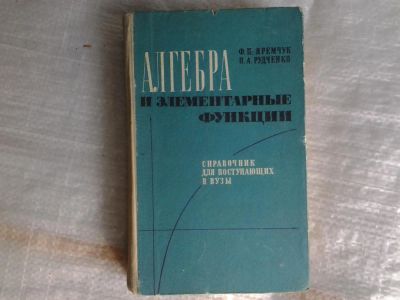 Ф. П. ЯРЕМЧУК
П. А. РУДЧЕНКО
АЛГЕБРА
И ЭЛЕМЕНТАРНЫЕ
ФУНКЦИИ
СПРАВОЧНИК
ДЛЯ ПОСТУПАЮЩИХ
В ВУЗЫ